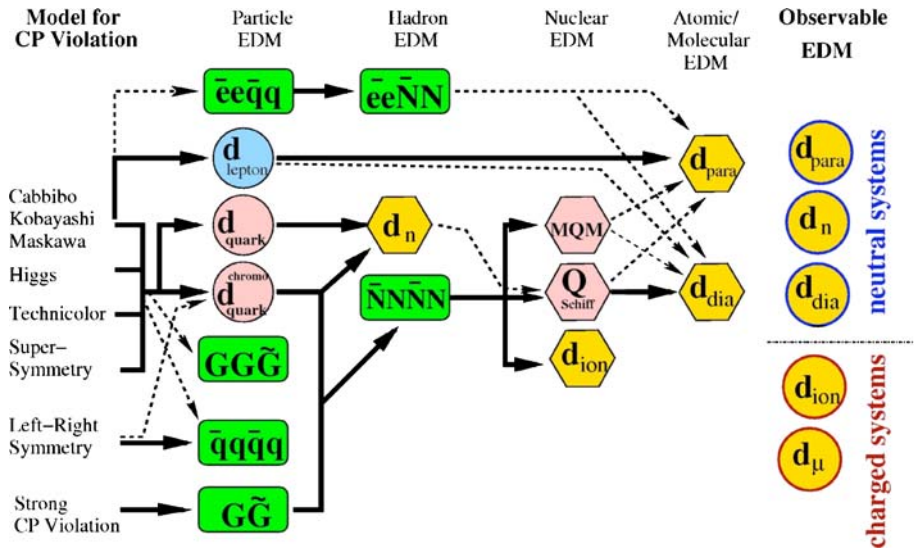 Model for
CP Violation
Particle
EDM
Hadron
EDM
Nuclear
EDM
Atomic/
Molecular
EDM
Observable
EDM
Cabbibo
Kobayashi
Maskawa
Higgs
Technicolor
Super-
Symmetry
Left-Right
Symmetry
Strong
CP Violation
ēeq̄q
d lepton
d quark
d chromo quark
GGG̃
q̄qq̄q
GG̃
ēeN̄N
d n
N̄NN̄N
MQM
Q Schiff
d ion
d para
d dia
d para
d n
d dia
d ion
d μ
neutral systems
charged systems